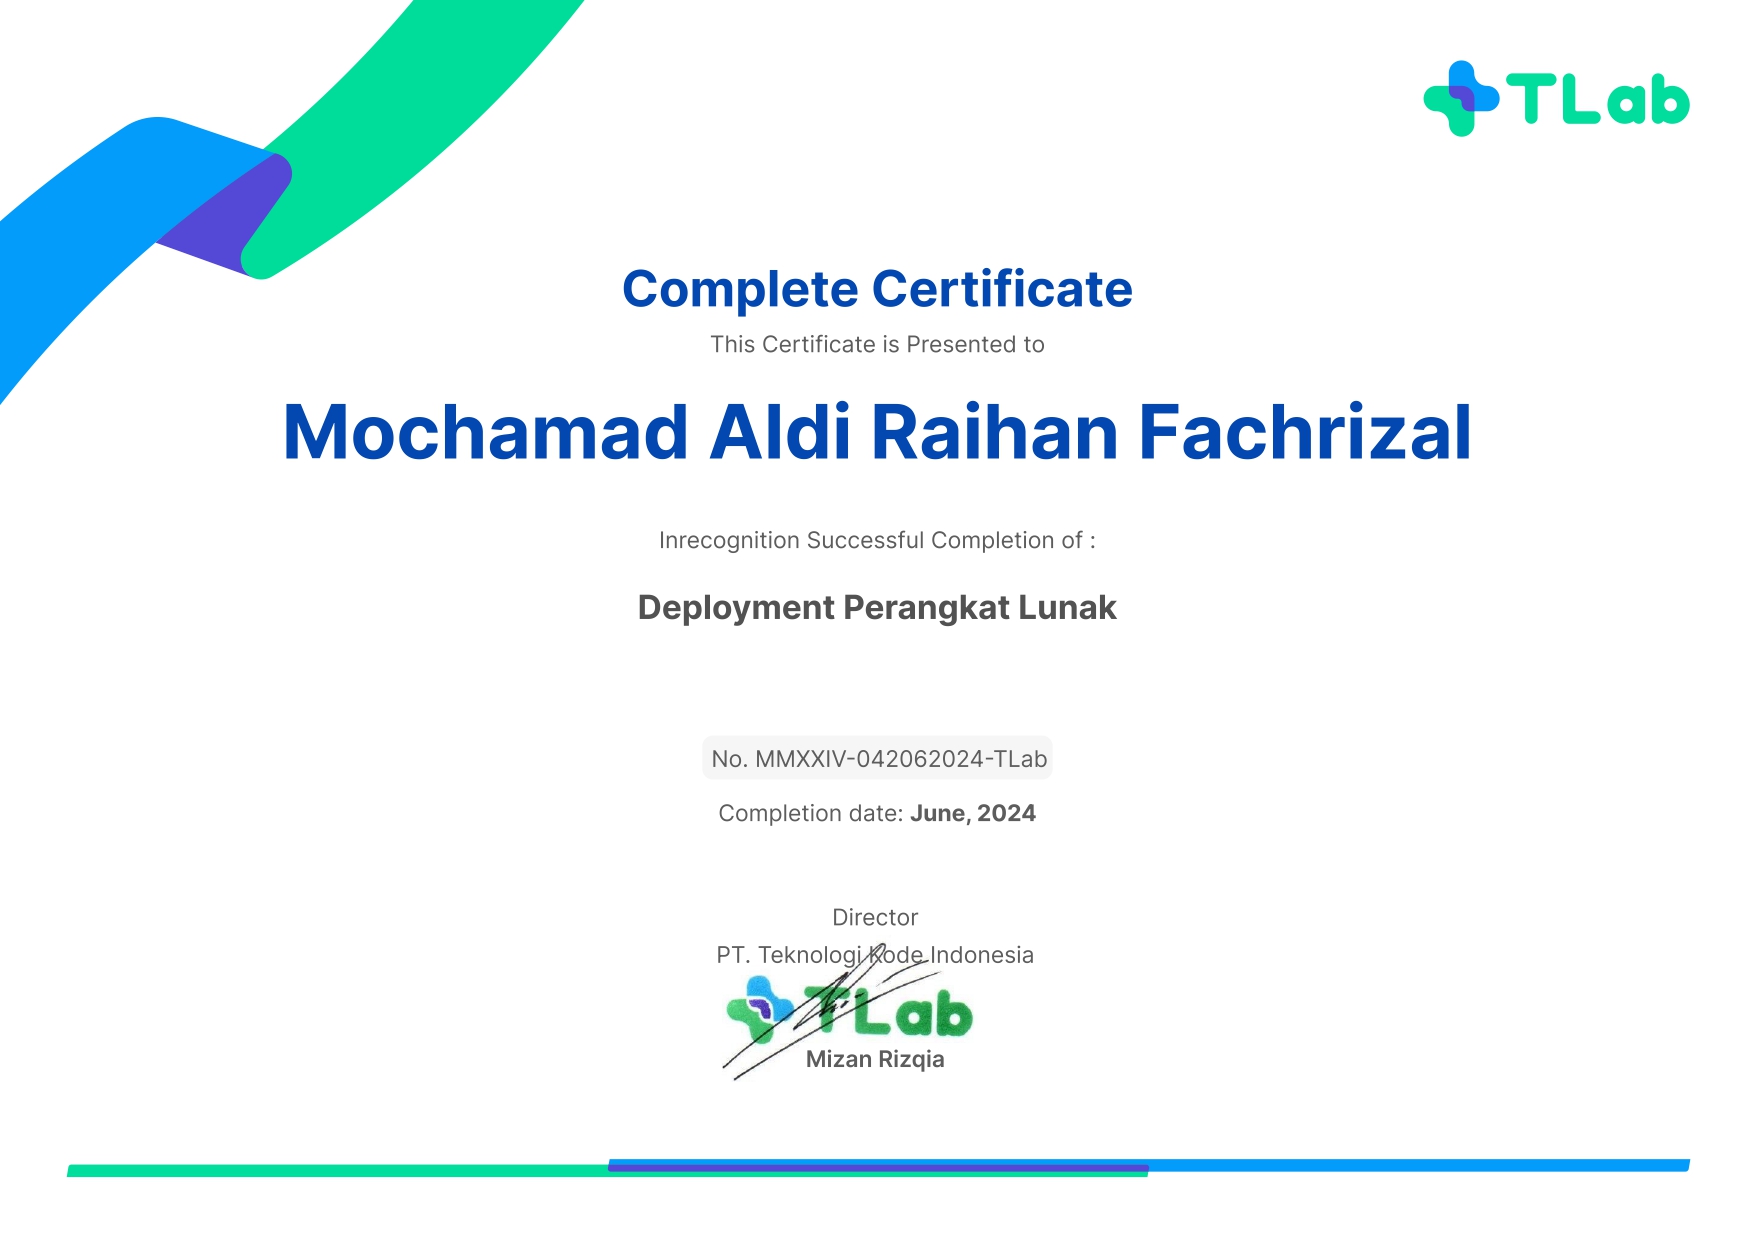 TLab
Complete Certificate
This Certificate is Presented to
Mochamad Aldi Raihan Fachrizal
Inrecognition Successful Completion of :
Deployment Perangkat Lunak
No. MMXXIV-042062024-TLab
Completion date: June, 2024
Director
PT. Teknologi Kode Indonesia
TLab
Mizan Rizqia